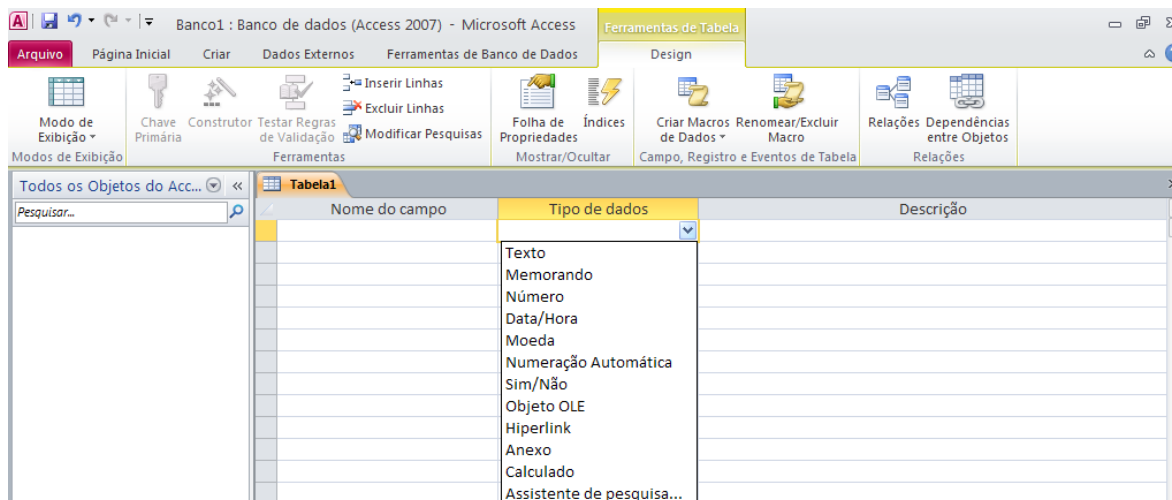 Banco1 : Banco de dados (Access 2007) - Microsoft Access
Ferramentas de Tabela
Arquivo Página Inicial Criar Dados Externos Ferramentas de Banco de Dados Design
Modo de Exibição
Chave Primária
Construtor
Testar Regras de Validação
Inserir Linhas
Excluir Linhas
Modificar Pesquisas
Folha de Propriedades
Índices
Criar Macros de Dados
Renomear/Excluir Macro
Relações
Dependências entre Objetos
Modos de Exibição Ferramentas Mostrar/Ocultar Campo, Registro e Eventos de Tabela Relações
Todos os Objetos do Acc...
Tabela1
Pesquisar...
Nome do campo Tipo de dados Descrição
Texto
Memorando
Número
Data/Hora
Moeda
Numeração Automática
Sim/Não
Objeto OLE
Hiperlink
Anexo
Calculado
Assistente de pesquisa...